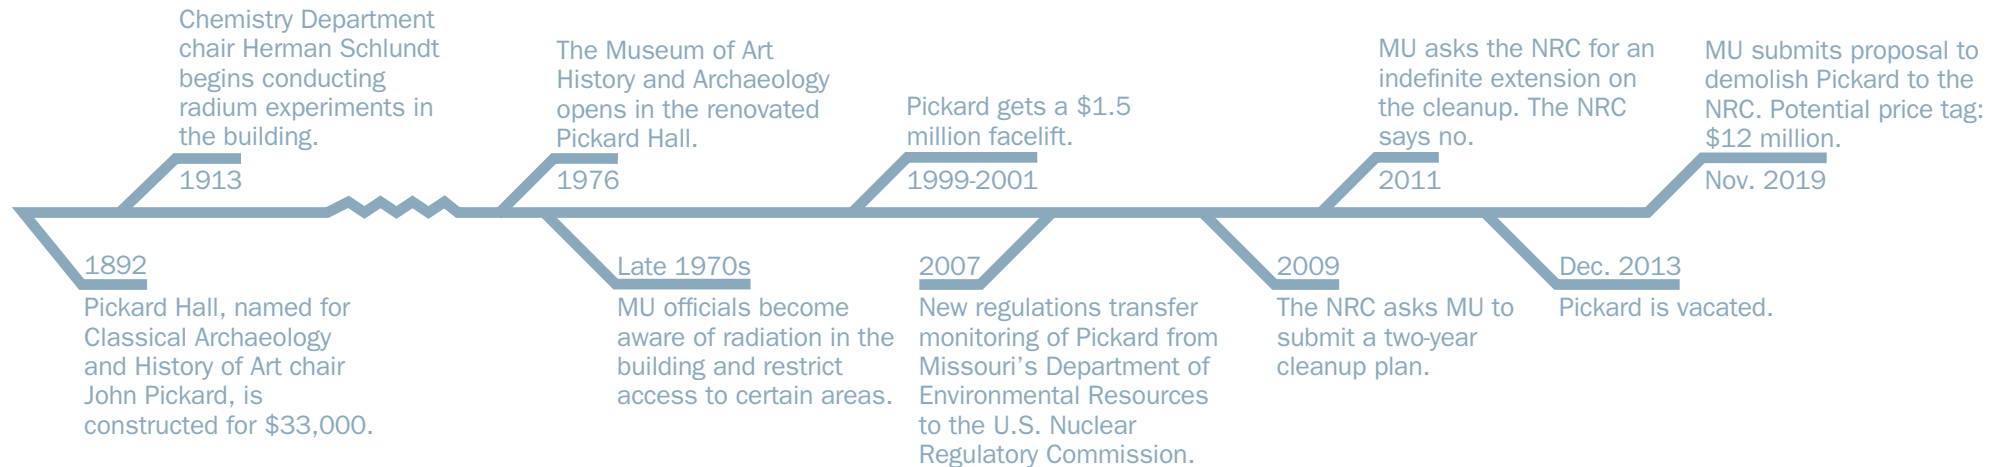 1892
Pickard Hall, named for
Classical Archaeology
and History of Art chair
John Pickard, is
constructed for $33,000.
Chemistry Department
chair Herman Schlundt
begins conducting
radium experiments in
the building.
1913
The Museum of Art
History and Archaeology
opens in the renovated
Pickard Hall.
1976
Late 1970s
MU officials become
aware of radiation in the
building and restrict
access to certain areas.
Pickard gets a $1.5
million facelift.
1999-2001
2007
New regulations transfer
monitoring of Pickard from
Missouri’s Department of
Environmental Resources
to the U.S. Nuclear
Regulatory Commission.
2009
The NRC asks MU to
submit a two-year
cleanup plan.
MU asks the NRC for an
indefinite extension on
the cleanup. The NRC
says no.
2011
Dec. 2013
Pickard is vacated.
MU submits proposal to
demolish Pickard to the
NRC. Potential price tag:
$12 million.
Nov. 2019